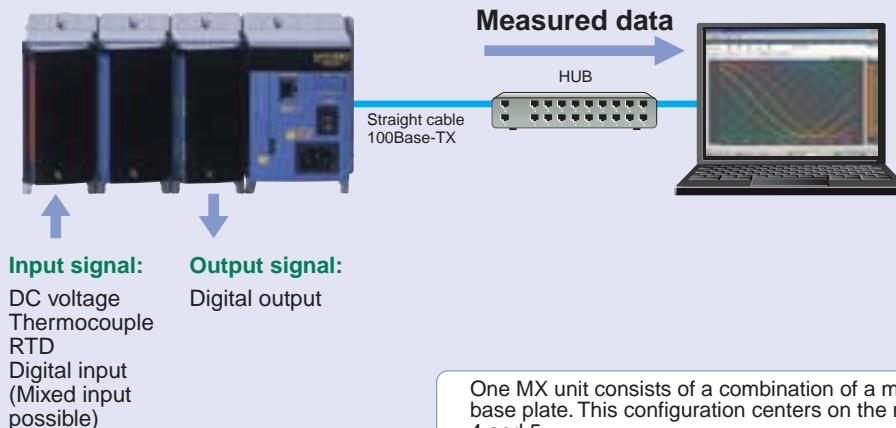 Measured data
HUB
Straight cable
100Base-TX
Input signal:
DC voltage
Thermocouple
RTD
Digital input
(Mixed input
possible)
Output signal:
Digital output
One MX unit consists of a combination of a m
base plate. This configuration centers on the